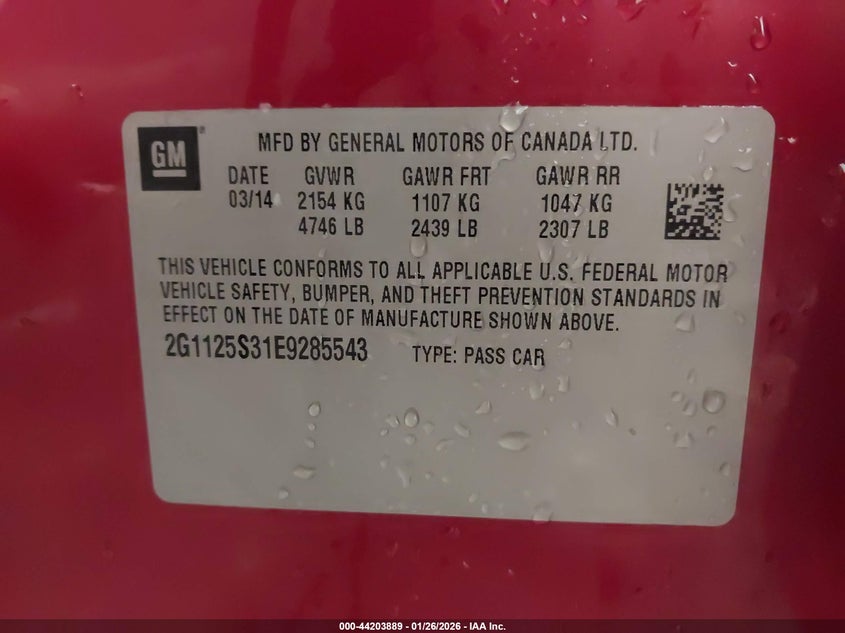 GM
MFD BY GENERAL MOTORS OF CANADA LTD.
DATE GVWR GAWR FRT GAWR RR
03/14 2154 KG 1107 KG 1047 KG
4746 LB 2439 LB 2307 LB
THIS VEHICLE CONFORMS TO ALL APPLICABLE U.S. FEDERAL MOTOR
VEHICLE SAFETY, BUMPER, AND THEFT PREVENTION STANDARDS IN
EFFECT ON THE DATE OF MANUFACTURE SHOWN ABOVE.
2G1125S31E9285543 TYPE: PASS CAR
000-44203889 - 01/26/2026 - IAA Inc.